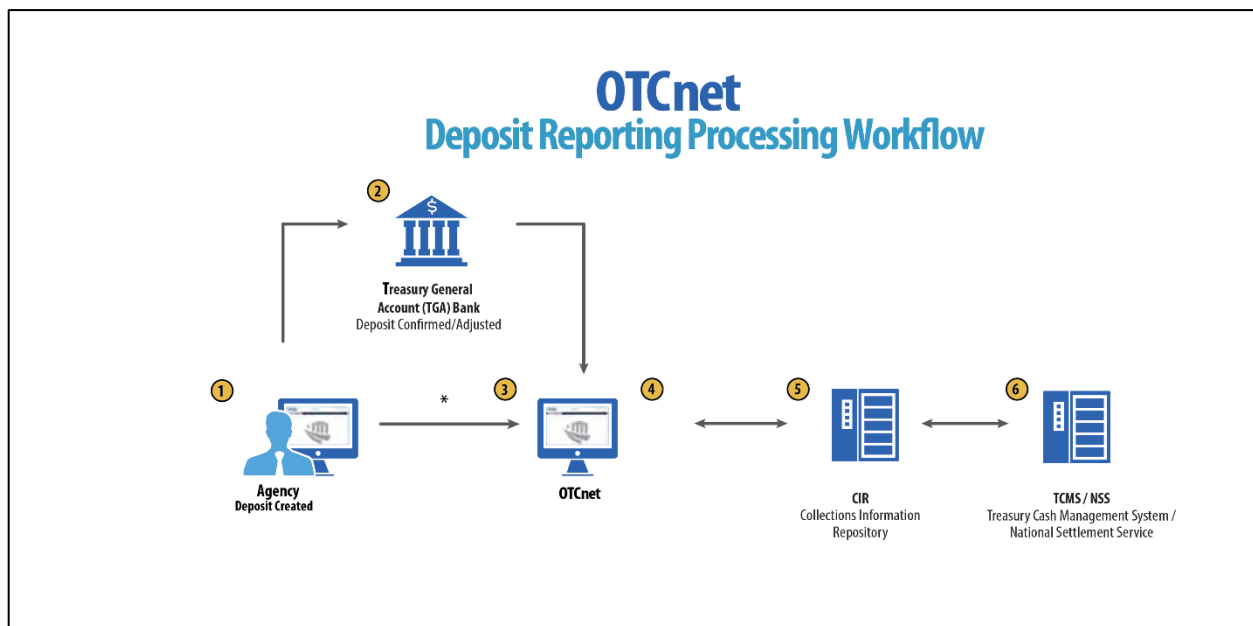 OTCnet
Deposit Reporting Processing Workflow
2
$
Treasury General
Account (TGA) Bank
Deposit Confirmed/Adjusted
1
*
3
4
5
6
Agency
Deposit Created
OTCnet
CIR
Collections Information
Repository
TCMS / NSS
Treasury Cash Management System /
National Settlement Service